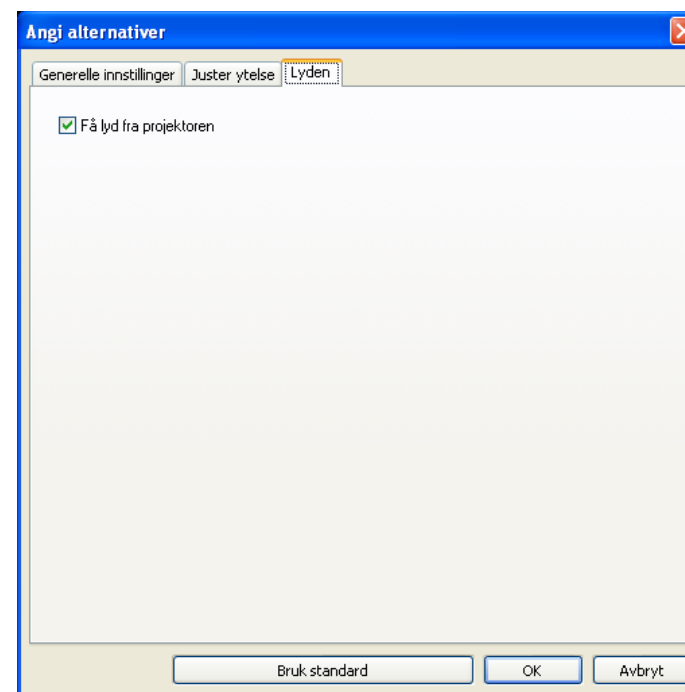 Angi alternativer
Generelle innstillinger Juster ytelse Lyden
Få lyd fra projektoren
Bruk standard OK Avbryt